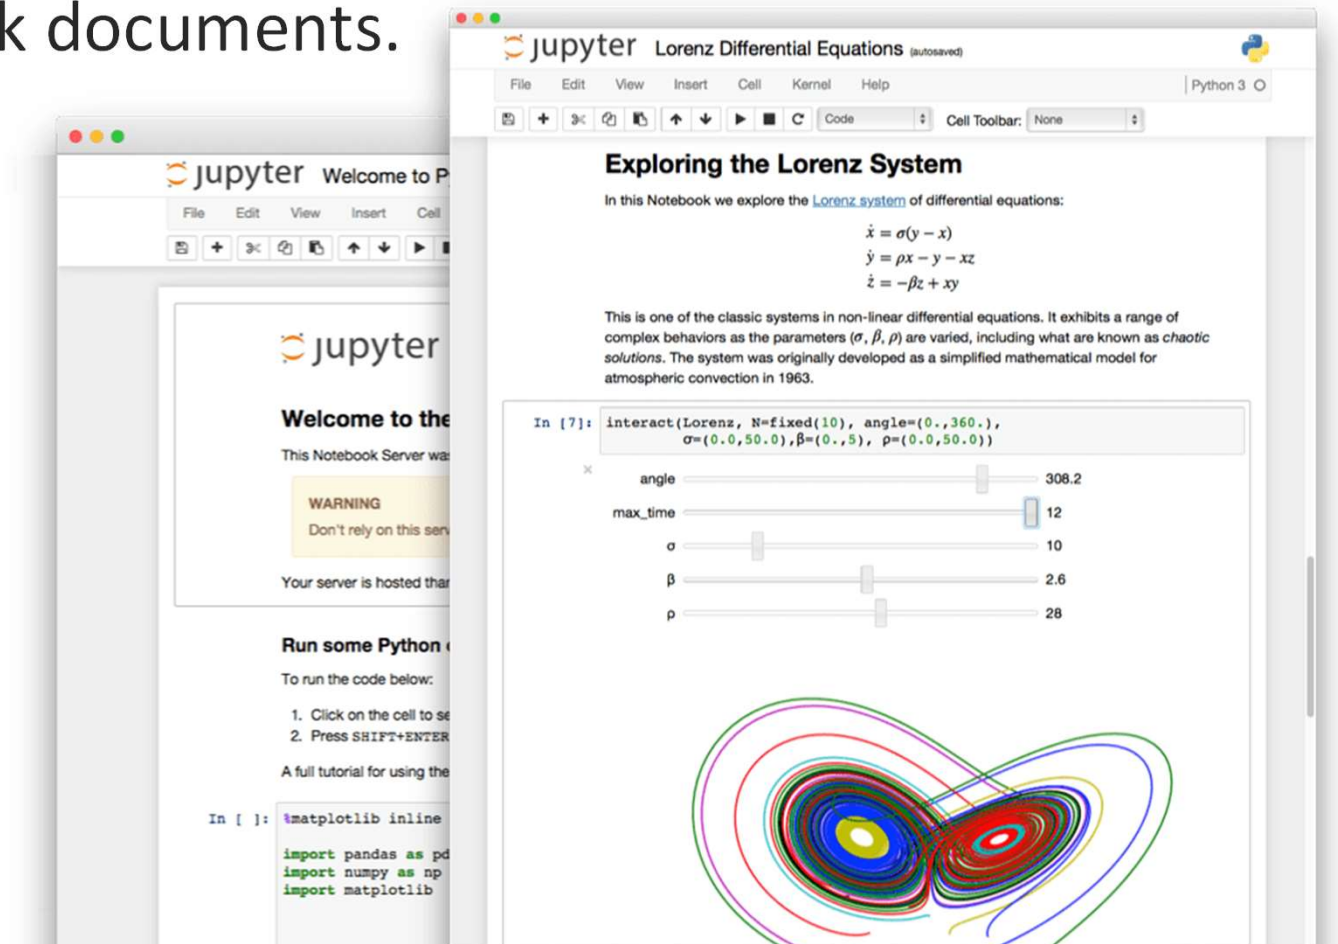 k documents.
jupyter Welcome to P
File Edit View Insert Cell
jupyter
Welcome to the
This Notebook Server was
WARNING
Don't rely on this serv
Your server is hosted than
Run some Python
To run the code below:
1. Click on the cell to se
2. Press SHIFT+ENTER
A full tutorial for using the
In [ ]: %matplotlib inline
import pandas as pd
import numpy as np
import matplotlib
jupyter Lorenz Differential Equations (autosaved)
File Edit View Insert Cell Kernel Help Python 3
Code Cell Toolbar: None
Exploring the Lorenz System
In this Notebook we explore the Lorenz system of differential equations:
ẋ = σ(y − x)
ẏ = ρx − y − xz
ż = −βz + xy
This is one of the classic systems in non-linear differential equations. It exhibits a range of
complex behaviors as the parameters (σ, β, ρ) are varied, including what are known as chaotic
solutions. The system was originally developed as a simplified mathematical model for
atmospheric convection in 1963.
In [7]: interact(Lorenz, N=fixed(10), angle=(0.,360.),
σ=(0.0,50.0),β=(0.,5), ρ=(0.0,50.0))
angle 308.2
max_time 12
σ 10
β 2.6
ρ 28